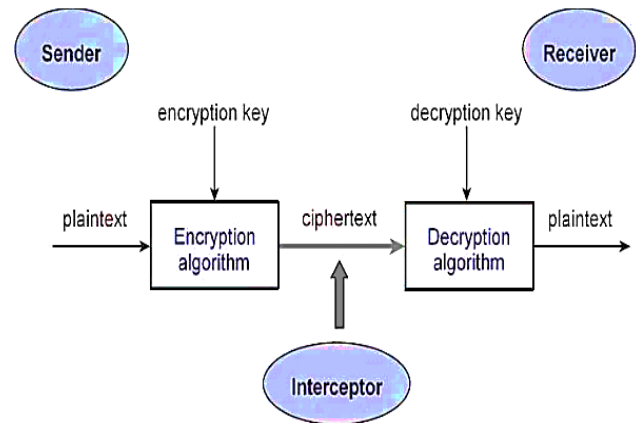 Sender
Receiver
encryption key
decryption key
plaintext
Encryption
algorithm
ciphertext
Decryption
algorithm
plaintext
Interceptor